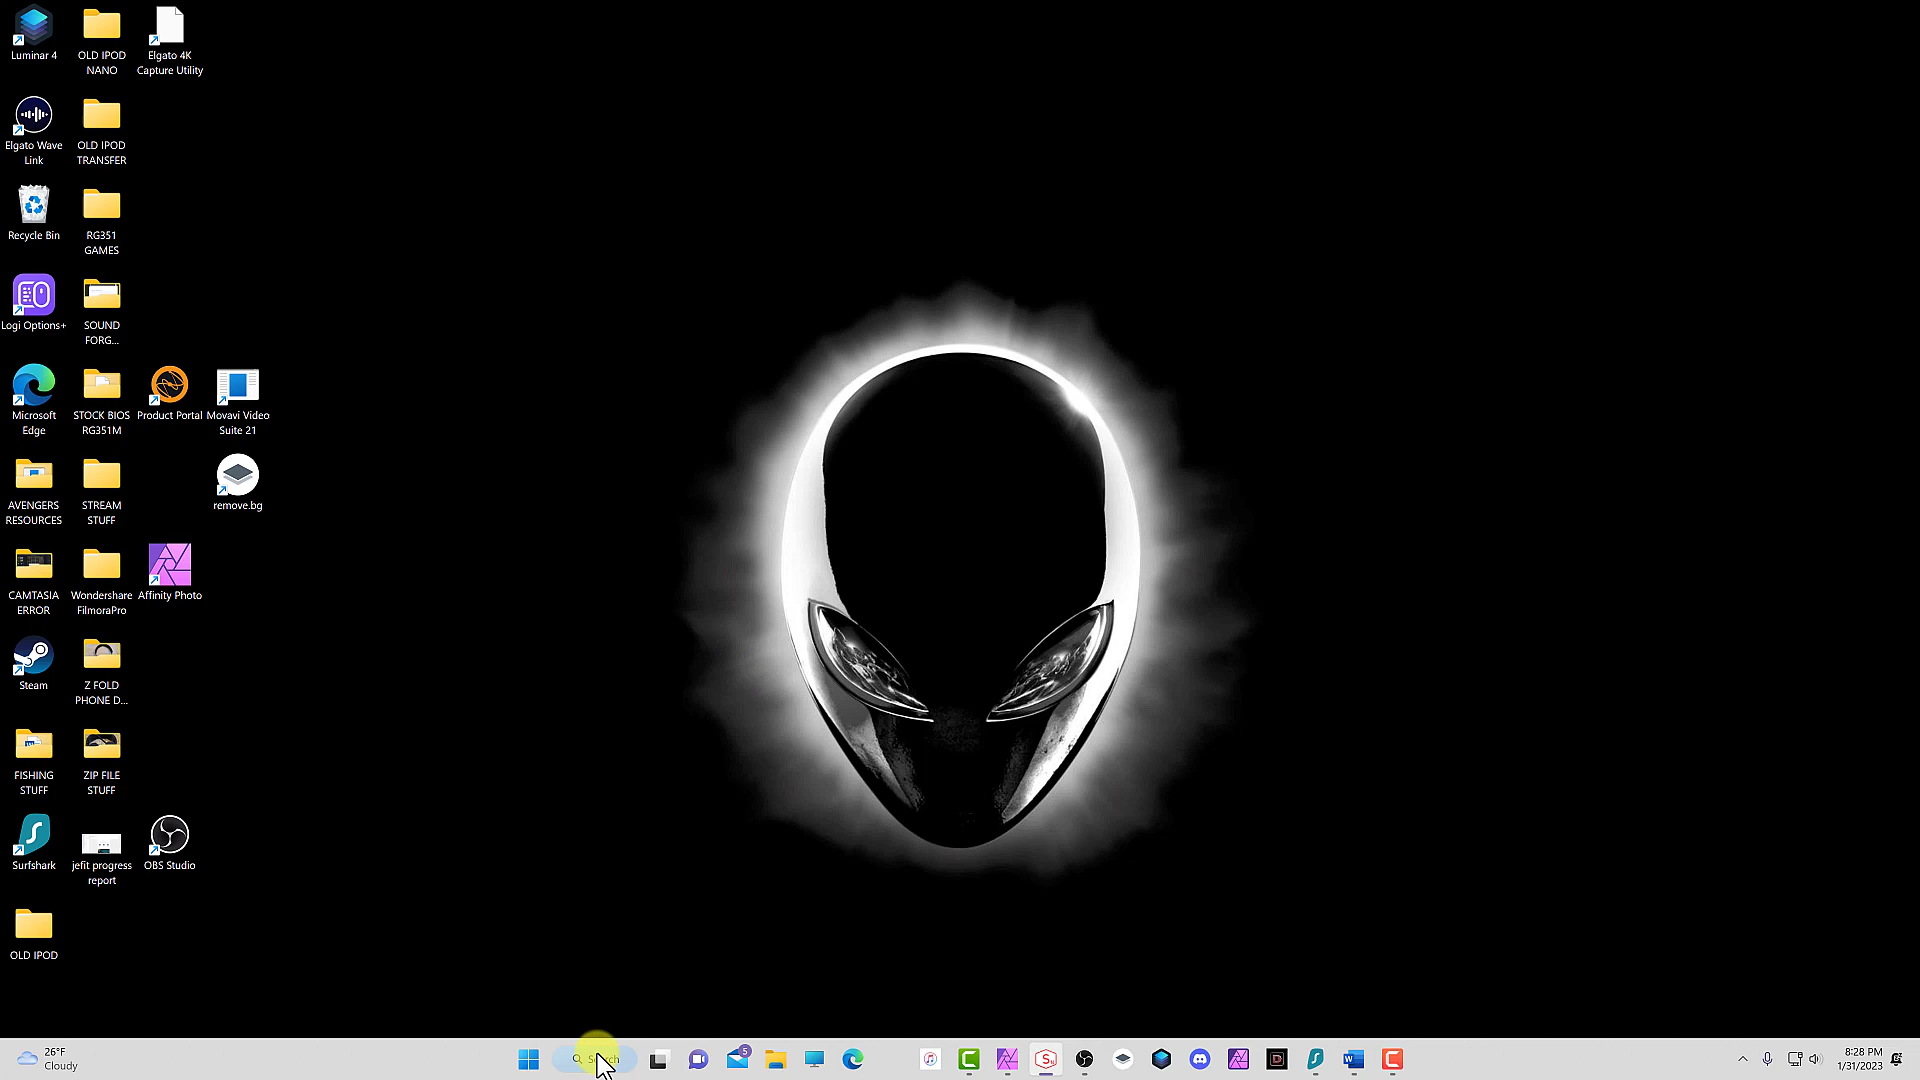 Luminar 4
OLD IPOD
NANO
Elgato 4K
Capture Utility
Elgato Wave
Link
OLD IPOD
TRANSFER
Recycle Bin
RG351
GAMES
Logi Options+
SOUND
FORG...
Microsoft
Edge
STOCK BIOS
RG351M
Product Portal
Movavi Video
Suite 21
AVENGERS
RESOURCES
STREAM
STUFF
remove.bg
CAMTASIA
ERROR
Wondershare
FilmoraPro
Affinity Photo
Steam
Z FOLD
PHONE D...
FISHING
STUFF
ZIP FILE
STUFF
Surfshark
jefit progress
report
OBS Studio
OLD IPOD
26°F
Cloudy
Search
5
8:28 PM
1/31/2023